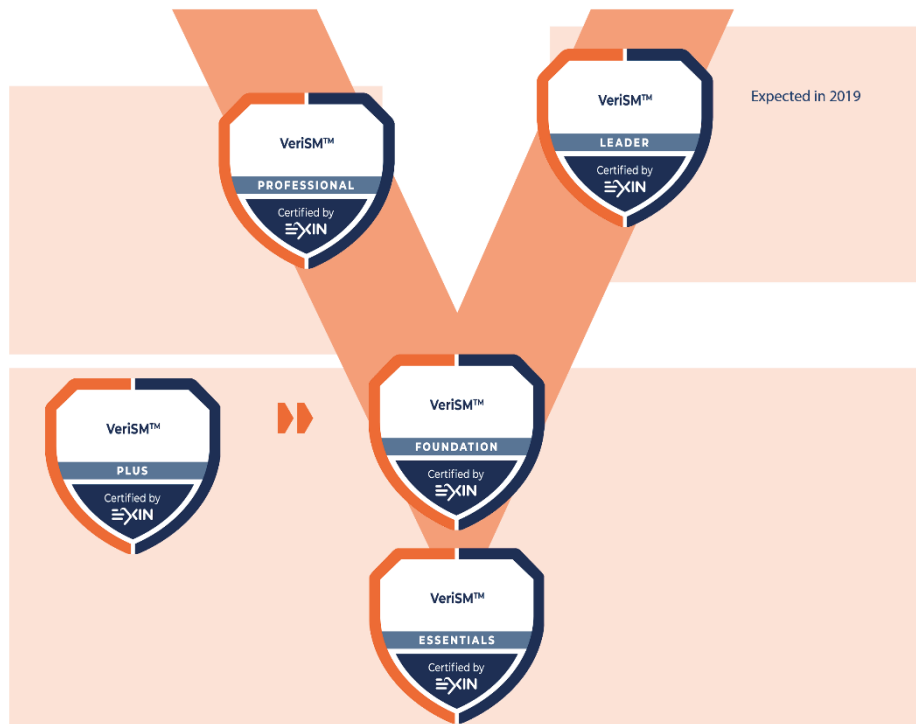 VeriSM™
PROFESSIONAL
Certified by
EXIN
VeriSM™
LEADER
Certified by
EXIN
Expected in 2019
VeriSM™
PLUS
Certified by
EXIN
VeriSM™
FOUNDATION
Certified by
EXIN
VeriSM™
ESSENTIALS
Certified by
EXIN